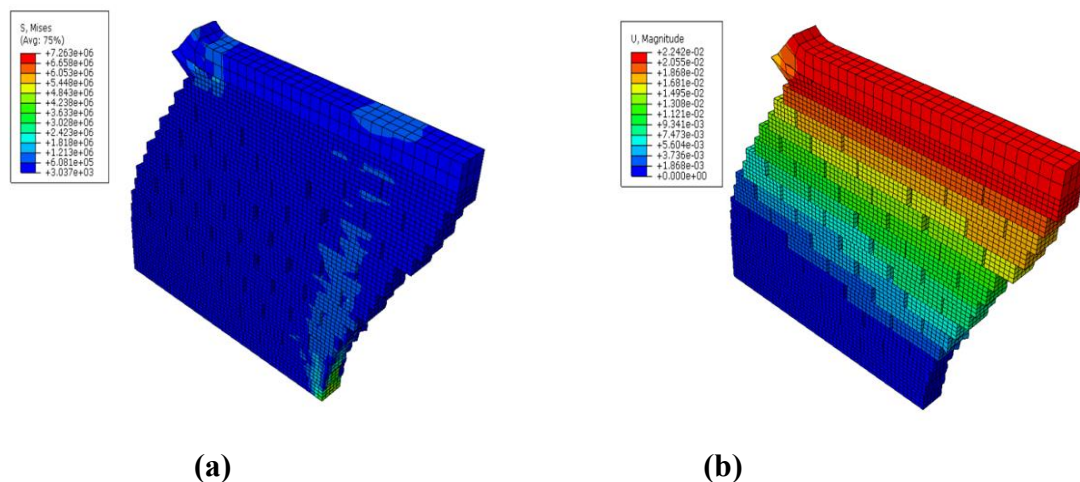 S, Mises
(Avg: 75%)
+7.263e+06
+6.658e+06
+6.053e+06
+5.448e+06
+4.843e+06
+4.238e+06
+3.633e+06
+3.028e+06
+2.423e+06
+1.818e+06
+1.213e+06
+6.081e+05
+3.037e+03
U, Magnitude
+2.242e-02
+2.055e-02
+1.868e-02
+1.681e-02
+1.495e-02
+1.308e-02
+1.121e-02
+9.341e-03
+7.473e-03
+5.604e-03
+3.736e-03
+1.868e-03
+0.000e+00
(a)
(b)